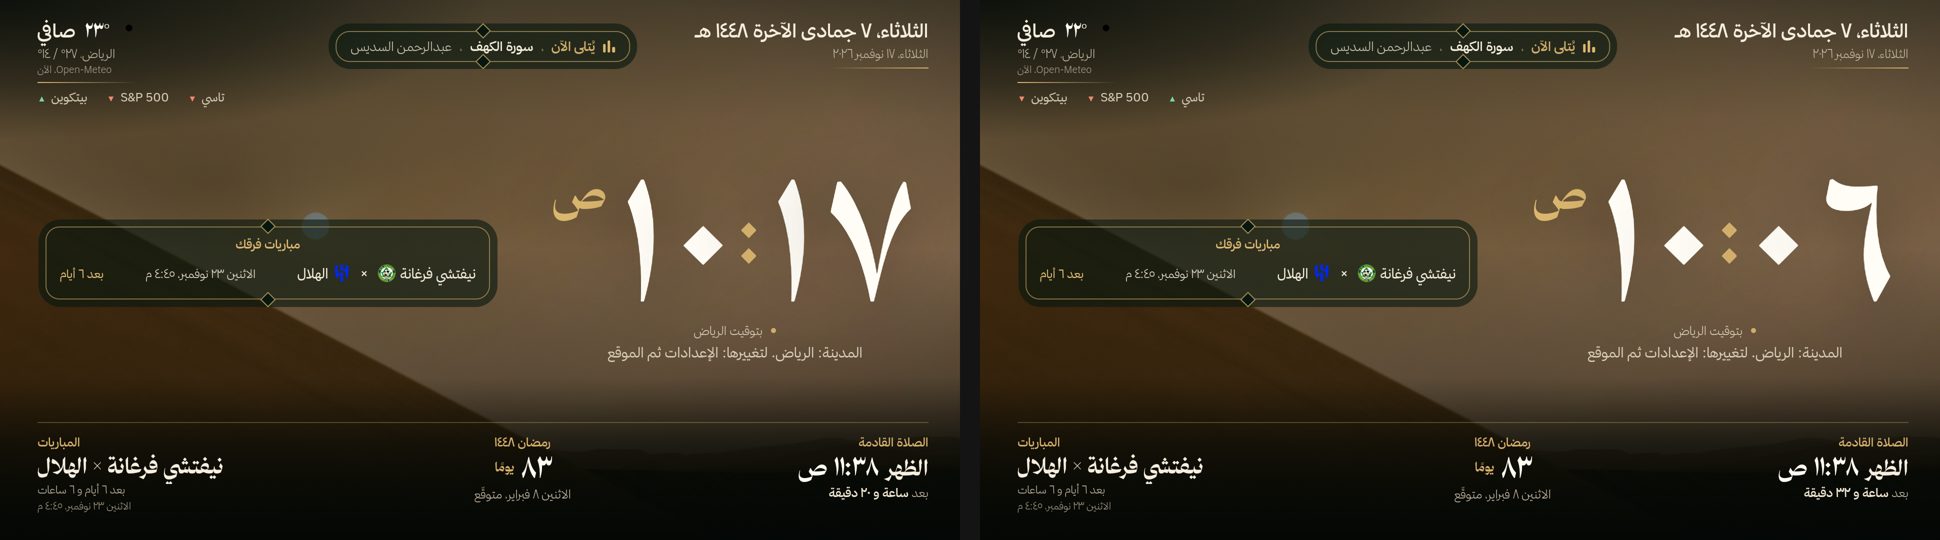 الثلاثاء، ٧ جمادى الآخرة ١٤٤٨ هـ
الثلاثاء، ١٧ نوفمبر ٢٠٢٦
يُتلى الآن . سورة الكهف . عبدالرحمن السديس
٢٣° صافي
الرياض، ٢٧° / ١٤°
Open-Meteo، الآن
تاسي ▼ S&P 500 ▼ بيتكوين ▲
١٠:١٧ ص
بتوقيت الرياض
المدينة: الرياض. لتغييرها: الإعدادات ثم الموقع
مباريات فرقك
نيفتشي فرغانة × الهلال الاثنين ٢٣ نوفمبر، ٤:٤٥ م بعد ٦ أيام
الصلاة القادمة
الظهر ١١:٣٨ ص
بعد ساعة و ٢٠ دقيقة
رمضان ١٤٤٨
٨٣ يومًا
الاثنين ٨ فبراير، متوقَّع
المباريات
نيفتشي فرغانة × الهلال
بعد ٦ أيام و ٦ ساعات
الاثنين ٢٣ نوفمبر، ٤:٤٥ م
الثلاثاء، ٧ جمادى الآخرة ١٤٤٨ هـ
الثلاثاء، ١٧ نوفمبر ٢٠٢٦
يُتلى الآن . سورة الكهف . عبدالرحمن السديس
٢٢° صافي
الرياض، ٢٧° / ١٤°
Open-Meteo، الآن
تاسي ▲ S&P 500 ▼ بيتكوين ▼
١٠:٠٦ ص
بتوقيت الرياض
المدينة: الرياض. لتغييرها: الإعدادات ثم الموقع
مباريات فرقك
نيفتشي فرغانة × الهلال الاثنين ٢٣ نوفمبر، ٤:٤٥ م بعد ٦ أيام
الصلاة القادمة
الظهر ١١:٣٨ ص
بعد ساعة و ٣٢ دقيقة
رمضان ١٤٤٨
٨٣ يومًا
الاثنين ٨ فبراير، متوقَّع
المباريات
نيفتشي فرغانة × الهلال
بعد ٦ أيام و ٦ ساعات
الاثنين ٢٣ نوفمبر، ٤:٤٥ م